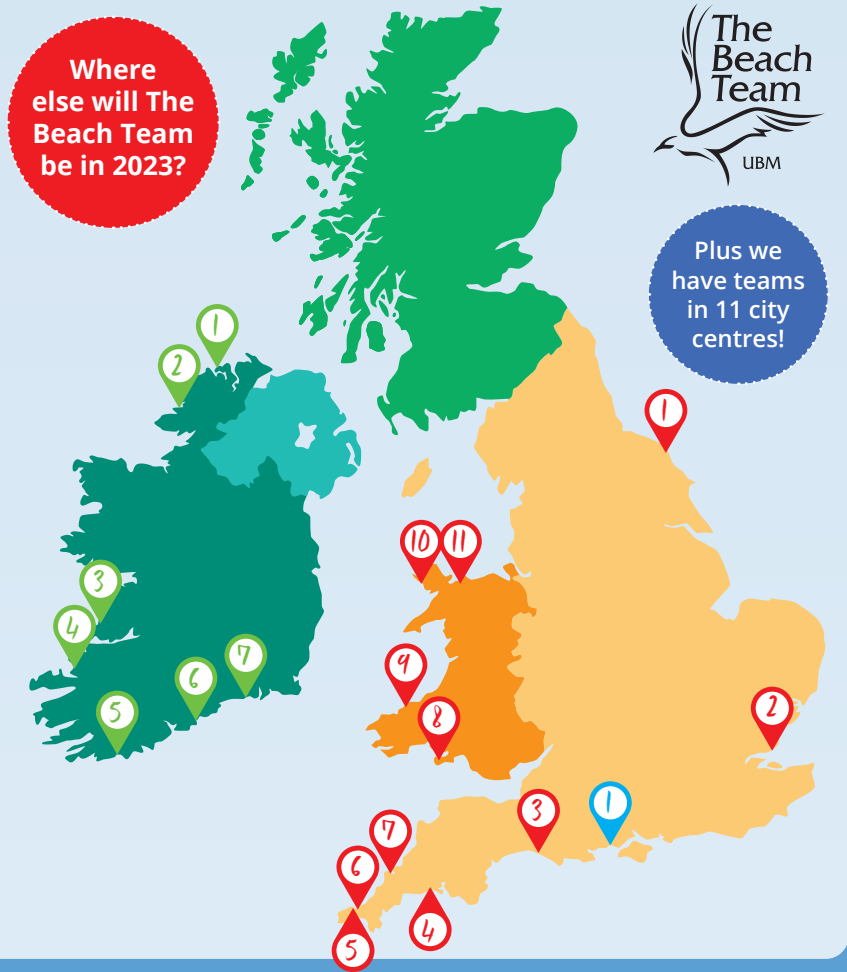 Where
else will The
Beach Team
be in 2023?
The
Beach
Team
UBM
Plus we
have teams
in 11 city
centres!
1
2
1
10 11
3
4
9
7
6
8
5
2
1
3
7
6
4
5